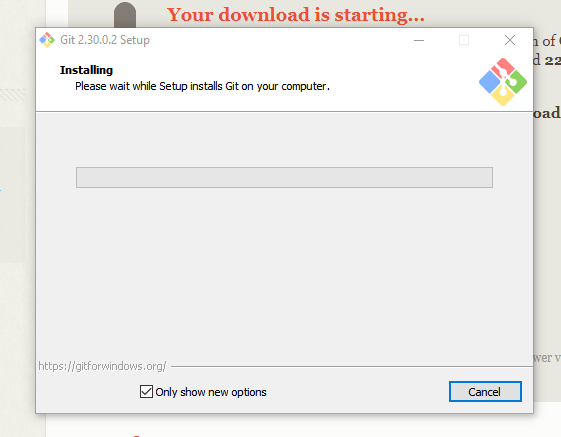 Your download is starting...
Git 2.30.0.2 Setup
n of
d 22
Installing
Please wait while Setup installs Git on your computer.
load
wer v
https://gitforwindows.org/
Only show new options
Cancel